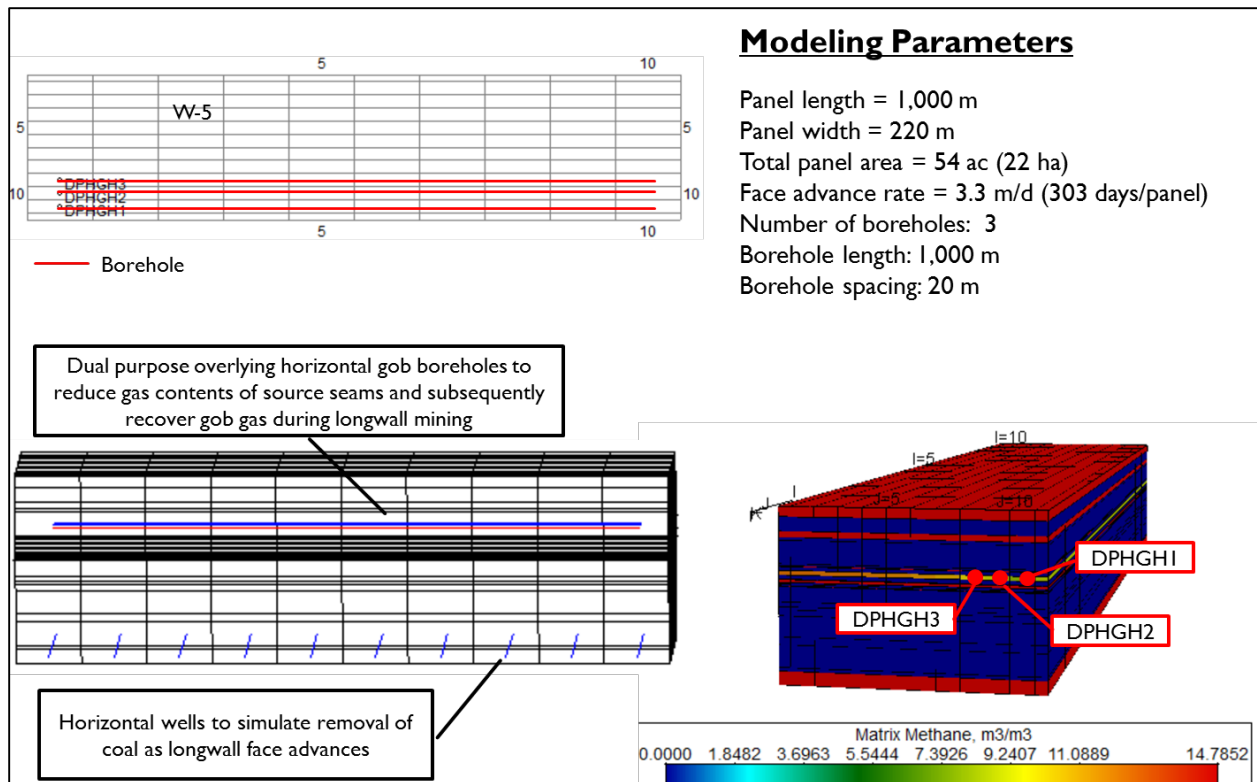 Modeling Parameters
Panel length = 1,000 m
Panel width = 220 m
Total panel area = 54 ac (22 ha)
Face advance rate = 3.3 m/d (303 days/panel)
Number of boreholes: 3
Borehole length: 1,000 m
Borehole spacing: 20 m
5 10
W-5
5 5
DPHGH3
10 DPHGH2 10
DPHGH1
5 10
Borehole
Dual purpose overlying horizontal gob boreholes to
reduce gas contents of source seams and subsequently
recover gob gas during longwall mining
Horizontal wells to simulate removal of
coal as longwall face advances
I=10
I=5
I
J
K
J=5
J=10
DPHGH1
DPHGH3
DPHGH2
Matrix Methane, m3/m3
0.0000 1.8482 3.6963 5.5444 7.3926 9.2407 11.0889 14.7852